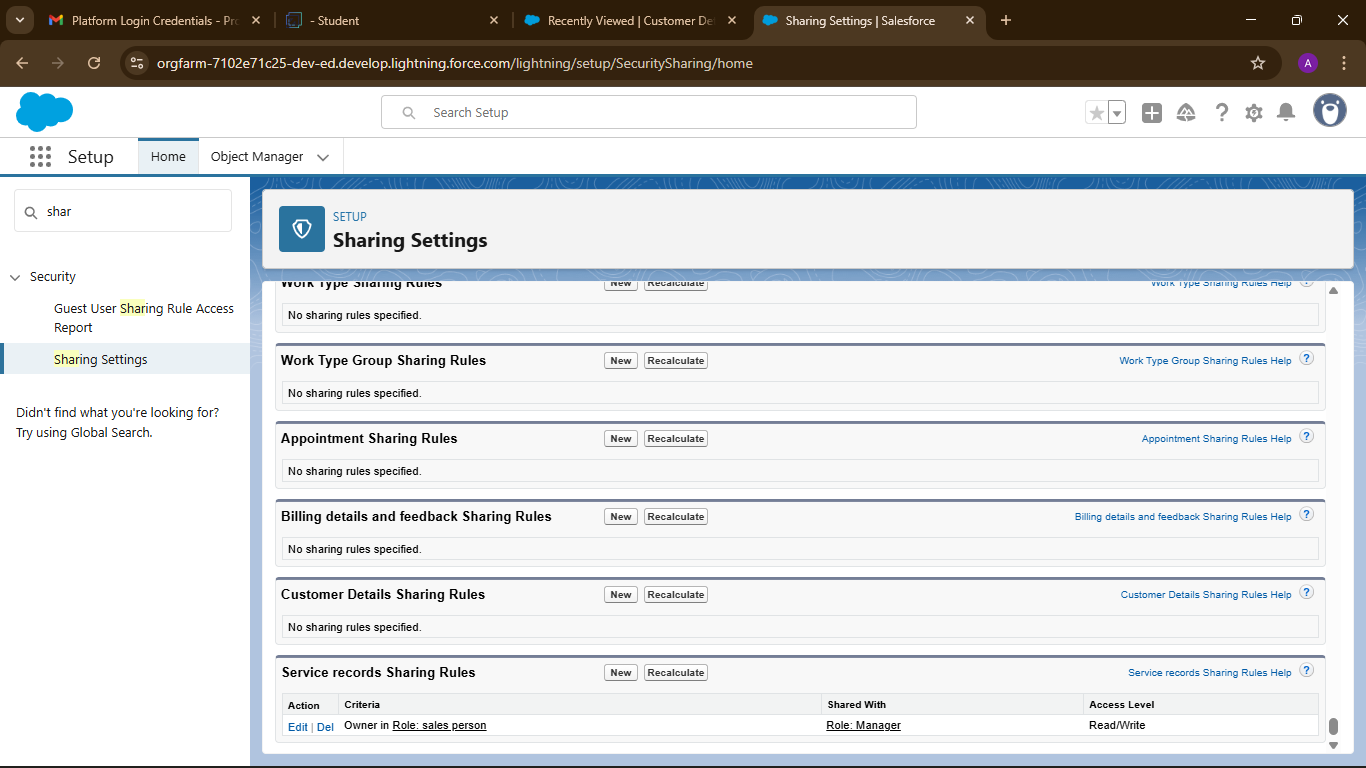 Platform Login Credentials - Pro
- Student
Recently Viewed | Customer De
Sharing Settings | Salesforce
orgfarm-7102e71c25-dev-ed.develop.lightning.force.com/lightning/setup/SecuritySharing/home
A
Search Setup
Setup
Home
Object Manager
shar
Security
Guest User Sharing Rule Access
Report
Sharing Settings
Didn't find what you're looking for?
Try using Global Search.
SETUP
Sharing Settings
Work Type Sharing Rules New Recalculate Work Type Sharing Rules Help
No sharing rules specified.
Work Type Group Sharing Rules New Recalculate Work Type Group Sharing Rules Help ?
No sharing rules specified.
Appointment Sharing Rules New Recalculate Appointment Sharing Rules Help ?
No sharing rules specified.
Billing details and feedback Sharing Rules New Recalculate Billing details and feedback Sharing Rules Help ?
No sharing rules specified.
Customer Details Sharing Rules New Recalculate Customer Details Sharing Rules Help ?
No sharing rules specified.
Service records Sharing Rules New Recalculate Service records Sharing Rules Help ?
Action Criteria Shared With Access Level
Edit | Del Owner in Role: sales person Role: Manager Read/Write